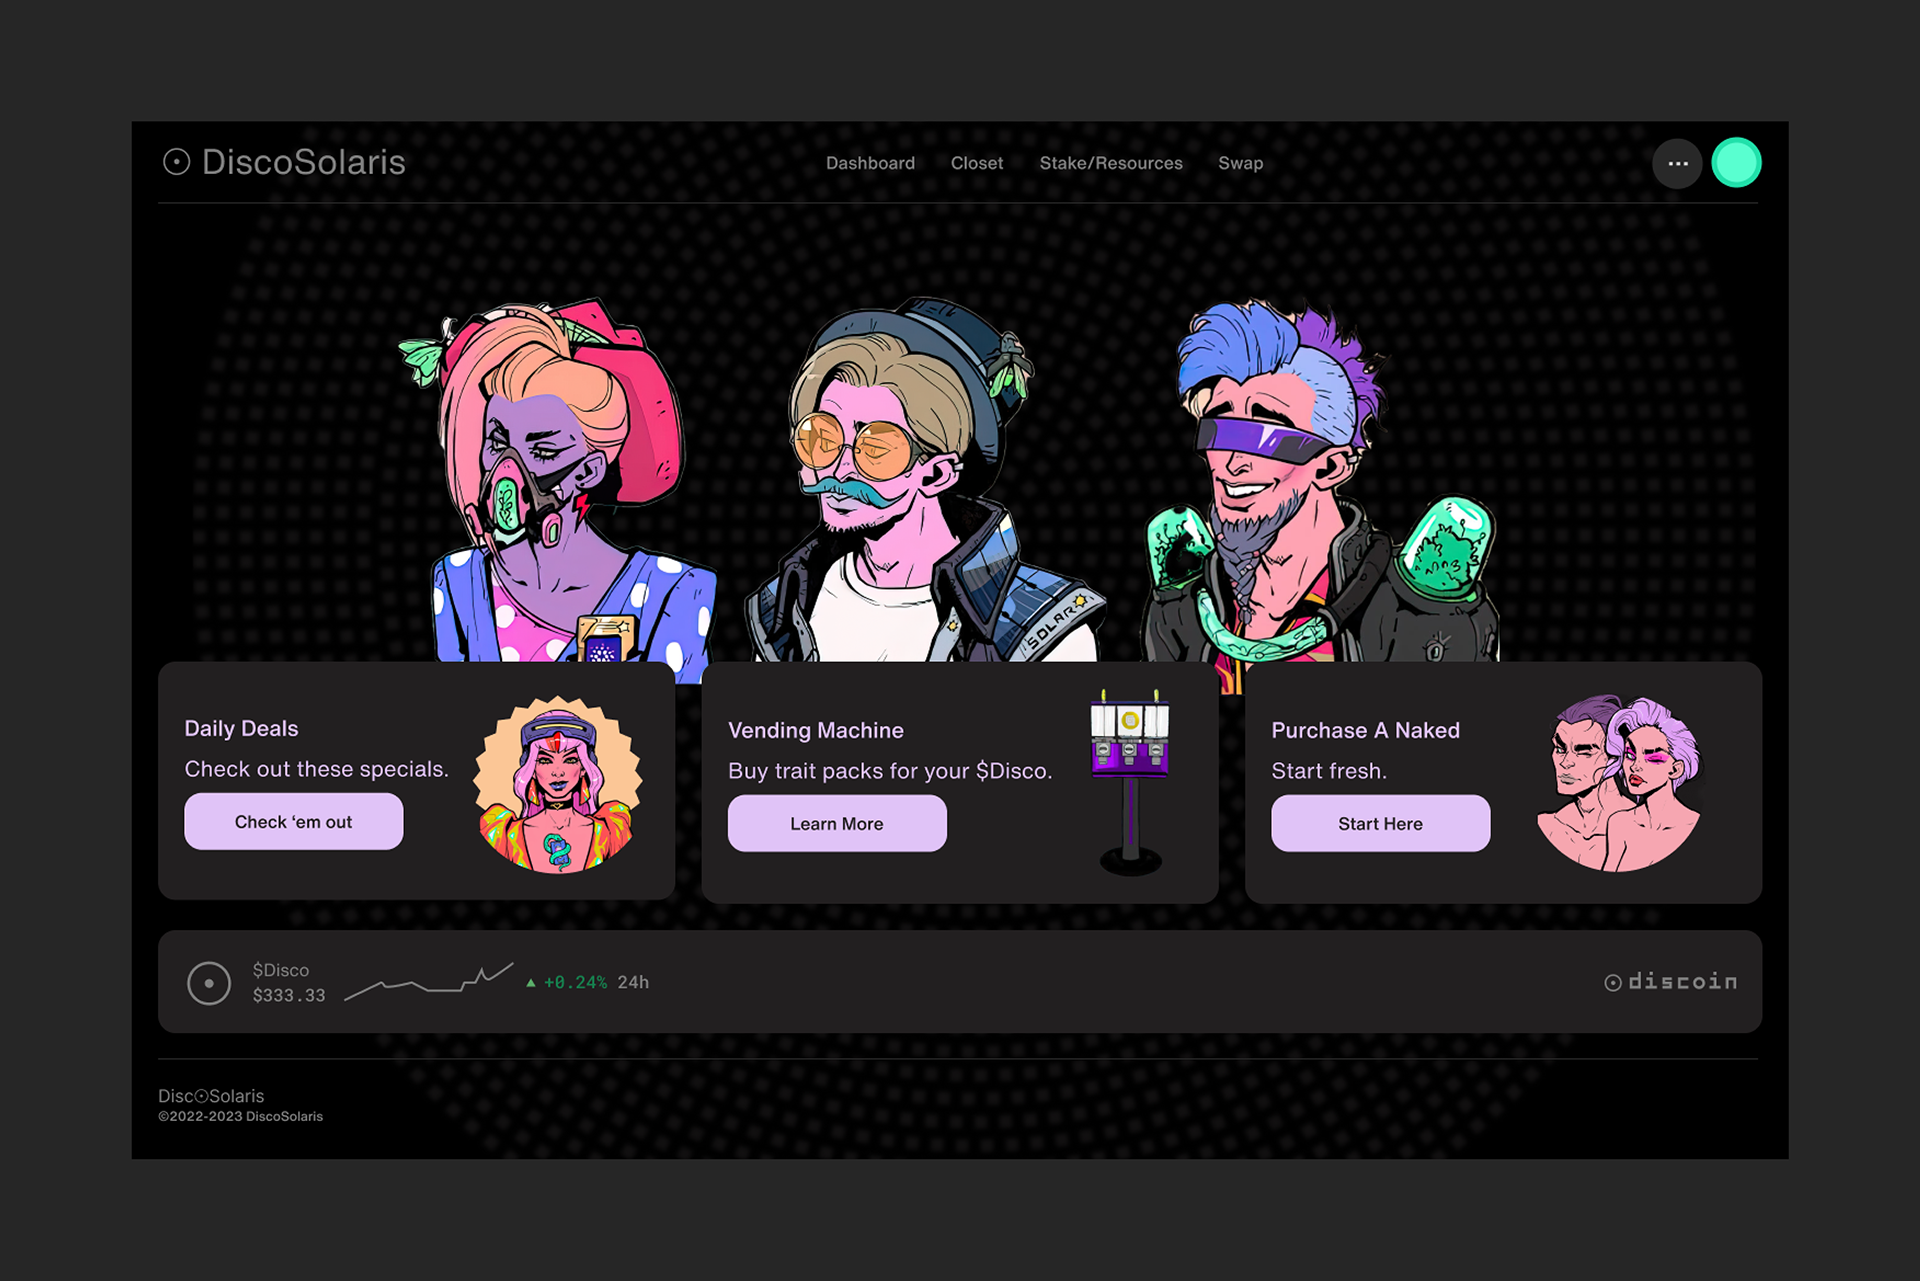 DiscoSolaris
Dashboard Closet Stake/Resources Swap
SOLAR
Daily Deals
Check out these specials.
Check ‘em out
Vending Machine
Buy trait packs for your $Disco.
Learn More
Purchase A Naked
Start fresh.
Start Here
$Disco
$333.33
+0.24% 24h
discoin
Disc☉Solaris
©2022-2023 DiscoSolaris